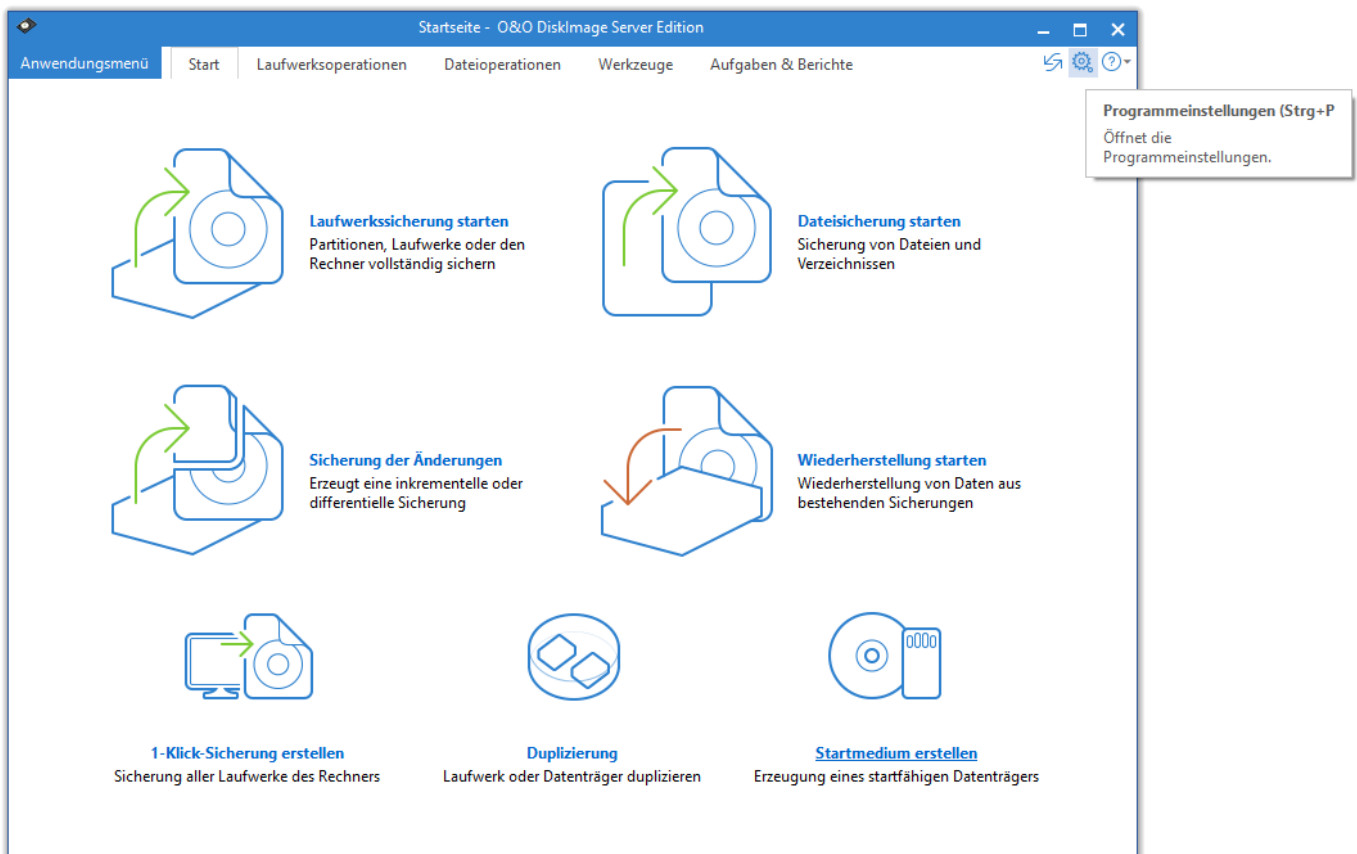 Startseite - O&O DiskImage Server Edition
Anwendungsmenü Start Laufwerksoperationen Dateioperationen Werkzeuge Aufgaben & Berichte
Programmeinstellungen (Strg+P
Öffnet die
Programmeinstellungen.
Laufwerkssicherung starten
Partitionen, Laufwerke oder den
Rechner vollständig sichern
Dateisicherung starten
Sicherung von Dateien und
Verzeichnissen
Sicherung der Änderungen
Erzeugt eine inkrementelle oder
differentielle Sicherung
Wiederherstellung starten
Wiederherstellung von Daten aus
bestehenden Sicherungen
1-Klick-Sicherung erstellen
Sicherung aller Laufwerke des Rechners
Duplizierung
Laufwerk oder Datenträger duplizieren
Startmedium erstellen
Erzeugung eines startfähigen Datenträgers